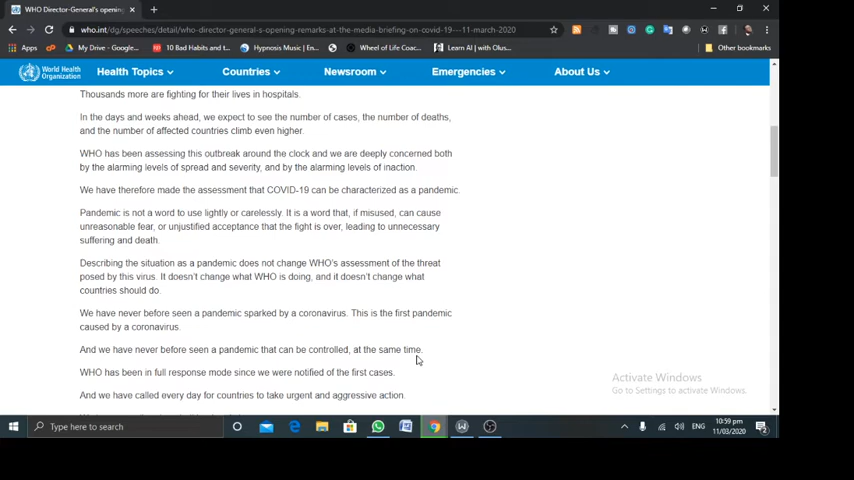 WHO Director-General's opening
who.int/dg/speeches/detail/who-director-general-s-opening-remarks-at-the-media-briefing-on-covid-19---11-march-2020
Apps
My Drive - Google...
10 Bad Habits and t...
Hypnosis Music | En...
Wheel of Life Coac...
Learn AI | with Olus...
Other bookmarks
World Health
Organization
Health Topics
Countries
Newsroom
Emergencies
About Us
Thousands more are fighting for their lives in hospitals.
In the days and weeks ahead, we expect to see the number of cases, the number of deaths,
and the number of affected countries climb even higher.
WHO has been assessing this outbreak around the clock and we are deeply concerned both
by the alarming levels of spread and severity, and by the alarming levels of inaction.
We have therefore made the assessment that COVID-19 can be characterized as a pandemic.
Pandemic is not a word to use lightly or carelessly. It is a word that, if misused, can cause
unreasonable fear, or unjustified acceptance that the fight is over, leading to unnecessary
suffering and death.
Describing the situation as a pandemic does not change WHO's assessment of the threat
posed by this virus. It doesn't change what WHO is doing, and it doesn't change what
countries should do.
We have never before seen a pandemic sparked by a coronavirus. This is the first pandemic
caused by a coronavirus.
And we have never before seen a pandemic that can be controlled, at the same time.
WHO has been in full response mode since we were notified of the first cases.
And we have called every day for countries to take urgent and aggressive action.
Activate Windows
Go to Settings to activate Windows.
Type here to search
ENG
10:59 pm
11/03/2020
2